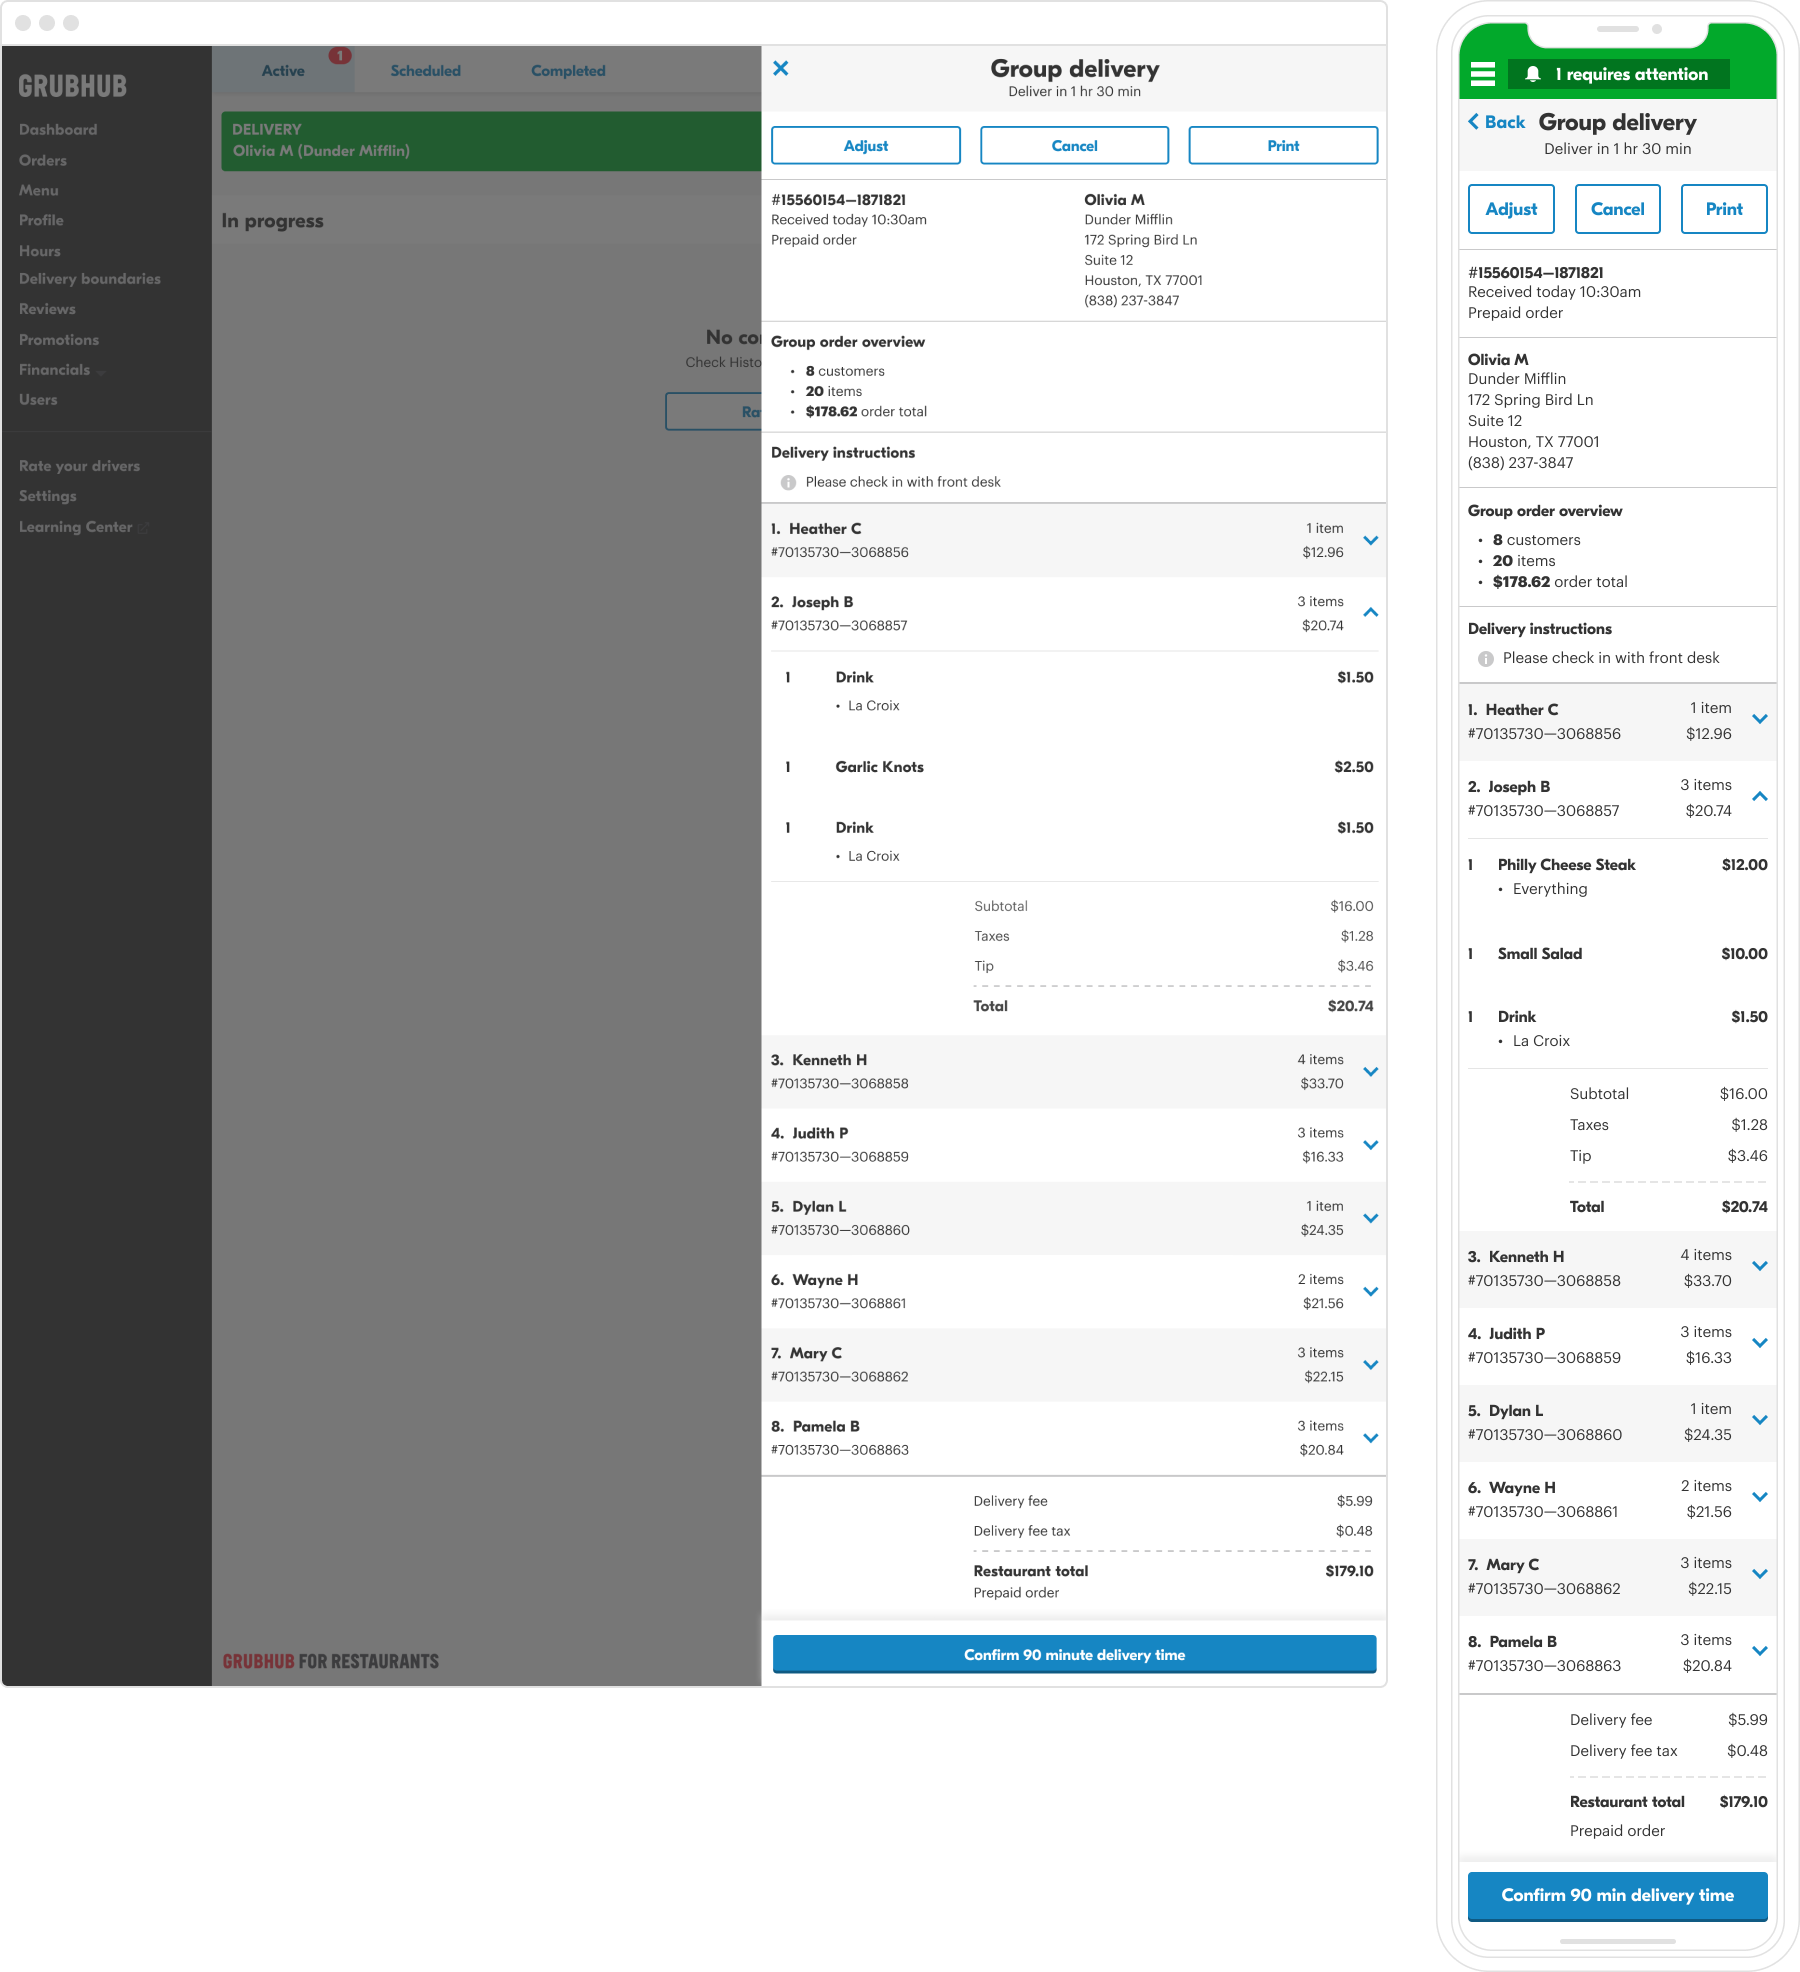 GRUBHUB
Dashboard
Orders
Menu
Profile
Hours
Delivery boundaries
Reviews
Promotions
Financials
Users
Rate your drivers
Settings
Learning Center
Active
1
Scheduled
Completed
DELIVERY
Olivia M (Dunder Mifflin)
In progress
No co
Check Histo
Ra
GRUBHUB FOR RESTAURANTS
Group delivery
Deliver in 1 hr 30 min
Adjust
Cancel
Print
#15560154—1871821
Received today 10:30am
Prepaid order
Olivia M
Dunder Mifflin
172 Spring Bird Ln
Suite 12
Houston, TX 77001
(838) 237-3847
Group order overview
• 8 customers
• 20 items
• $178.62 order total
Delivery instructions
Please check in with front desk
1. Heather C 1 item
#70135730—3068856 $12.96
2. Joseph B 3 items
#70135730—3068857 $20.74
1 Drink $1.50
• La Croix
1 Garlic Knots $2.50
1 Drink $1.50
• La Croix
Subtotal $16.00
Taxes $1.28
Tip $3.46
Total $20.74
3. Kenneth H 4 items
#70135730—3068858 $33.70
4. Judith P 3 items
#70135730—3068859 $16.33
5. Dylan L 1 item
#70135730—3068860 $24.35
6. Wayne H 2 items
#70135730—3068861 $21.56
7. Mary C 3 items
#70135730—3068862 $22.15
8. Pamela B 3 items
#70135730—3068863 $20.84
Delivery fee $5.99
Delivery fee tax $0.48
Restaurant total $179.10
Prepaid order
Confirm 90 minute delivery time
1 requires attention
Back
Group delivery
Deliver in 1 hr 30 min
Adjust
Cancel
Print
#15560154—1871821
Received today 10:30am
Prepaid order
Olivia M
Dunder Mifflin
172 Spring Bird Ln
Suite 12
Houston, TX 77001
(838) 237-3847
Group order overview
• 8 customers
• 20 items
• $178.62 order total
Delivery instructions
Please check in with front desk
1. Heather C 1 item
#70135730—3068856 $12.96
2. Joseph B 3 items
#70135730—3068857 $20.74
1 Philly Cheese Steak $12.00
• Everything
1 Small Salad $10.00
1 Drink $1.50
• La Croix
Subtotal $16.00
Taxes $1.28
Tip $3.46
Total $20.74
3. Kenneth H 4 items
#70135730—3068858 $33.70
4. Judith P 3 items
#70135730—3068859 $16.33
5. Dylan L 1 item
#70135730—3068860 $24.35
6. Wayne H 2 items
#70135730—3068861 $21.56
7. Mary C 3 items
#70135730—3068862 $22.15
8. Pamela B 3 items
#70135730—3068863 $20.84
Delivery fee $5.99
Delivery fee tax $0.48
Restaurant total $179.10
Prepaid order
Confirm 90 min delivery time